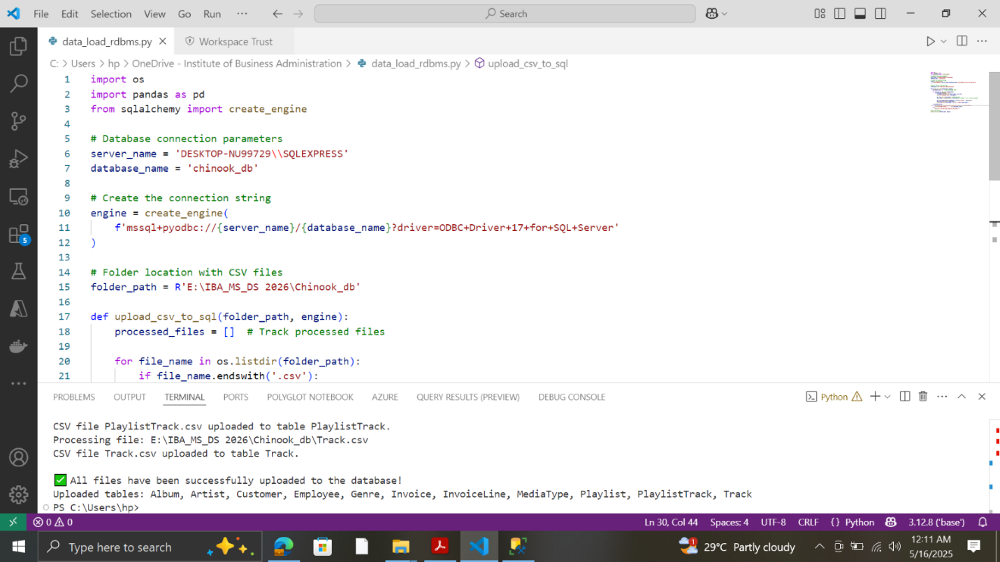 File Edit Selection View Go Run ··· Search
data_load_rdbms.py Workspace Trust
C: > Users > hp > OneDrive - Institute of Business Administration > data_load_rdbms.py > upload_csv_to_sql
1 import os
2 import pandas as pd
3 from sqlalchemy import create_engine
4
5 # Database connection parameters
6 server_name = 'DESKTOP-NU99729\\SQLEXPRESS'
7 database_name = 'chinook_db'
8
9 # Create the connection string
10 engine = create_engine(
11 f'mssql+pyodbc://{server_name}/{database_name}?driver=ODBC+Driver+17+for+SQL+Server'
12 )
13
14 # Folder location with CSV files
15 folder_path = R'E:\IBA_MS_DS 2026\Chinook_db'
16
17 def upload_csv_to_sql(folder_path, engine):
18 processed_files = [] # Track processed files
19
20 for file_name in os.listdir(folder_path):
21 if file_name.endswith('.csv'):
5
PROBLEMS OUTPUT TERMINAL PORTS POLYGLOT NOTEBOOK AZURE QUERY RESULTS (PREVIEW) DEBUG CONSOLE Python
CSV file PlaylistTrack.csv uploaded to table PlaylistTrack.
Processing file: E:\IBA_MS_DS 2026\Chinook_db\Track.csv
CSV file Track.csv uploaded to table Track.
✅ All files have been successfully uploaded to the database!
Uploaded tables: Album, Artist, Customer, Employee, Genre, Invoice, InvoiceLine, MediaType, Playlist, PlaylistTrack, Track
PS C:\Users\hp>
0 0 Ln 30, Col 44 Spaces: 4 UTF-8 CRLF {} Python 3.12.8 ('base')
Type here to search 1 29°C Partly cloudy 12:11 AM
5/16/2025